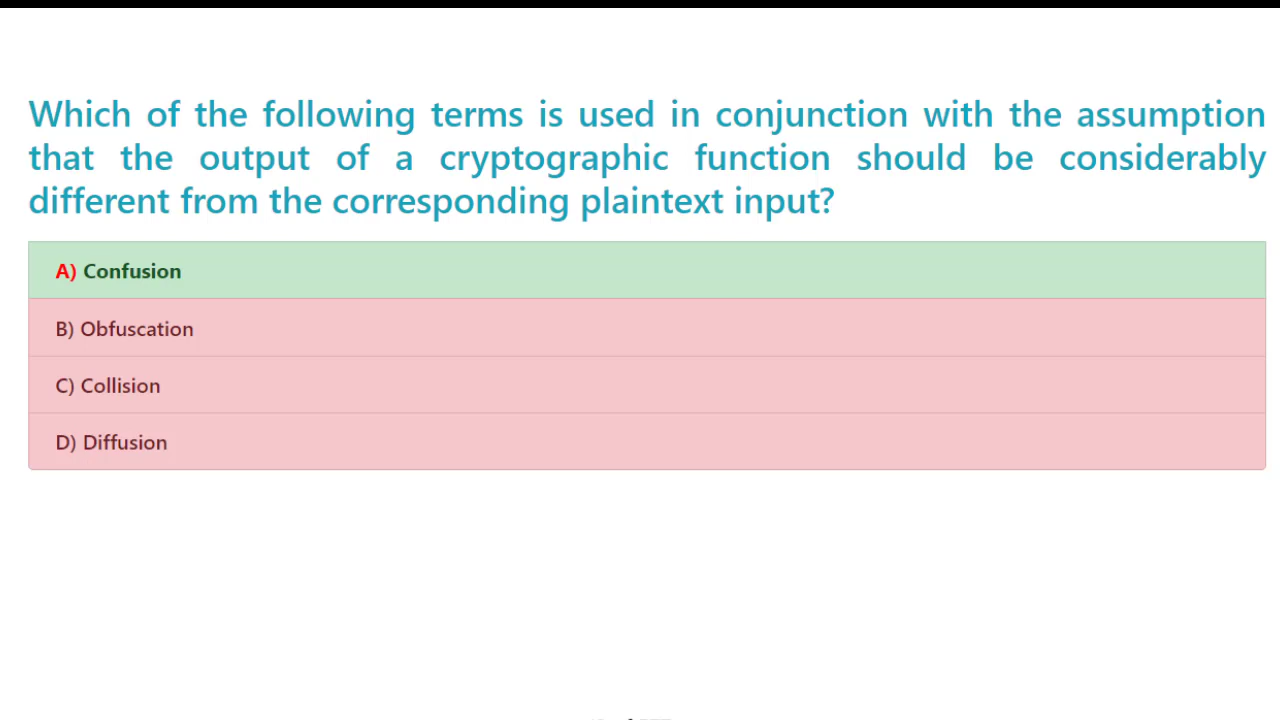 Which of the following terms is used in conjunction with the assumption
that the output of a cryptographic function should be considerably
different from the corresponding plaintext input?
A) Confusion
B) Obfuscation
C) Collision
D) Diffusion